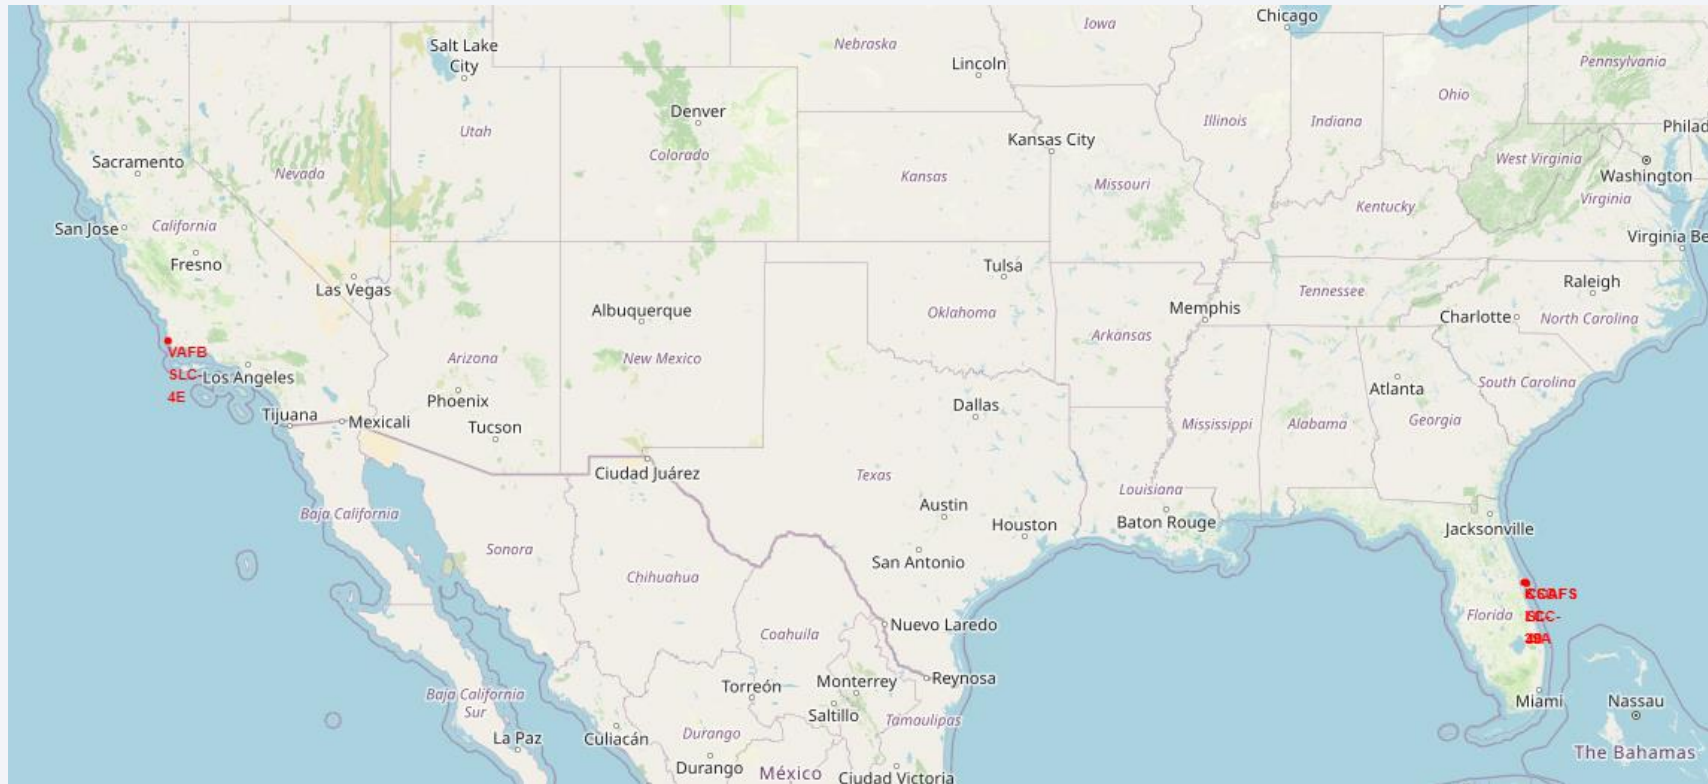 Chicago
Iowa
Salt Lake
City
Nebraska
Lincoln
Pennsylvania
Ohio
Denver
Utah
Illinois
Indiana
Kansas City
Philad
Sacramento
Colorado
West Virginia
Nevada
Kansas
Missouri
Washington
Virginia
Kentucky
San Jose
California
Virginia Be
Fresno
Tulsa
Las Vegas
Raleigh
Tennessee
Albuquerque
Oklahoma
Memphis
Charlotte
North Carolina
Arkansas
VAFB
SLC-
4E
Arizona
New Mexico
Los Angeles
South Carolina
Atlanta
Phoenix
Dallas
Tijuana
Mexicali
Tucson
Mississippi
Alabama
Georgia
Ciudad Juárez
Texas
Louisiana
Austin
Baja California
Houston
Baton Rouge
Jacksonville
Sonora
San Antonio
Chihuahua
Florida
Nuevo Laredo
Coahuila
Reynosa
Monterrey
Torreón
Baja California
Sur
Miami
Nassau
Saltillo
Tamaulipas
La Paz
Culiacán
Durango
The Bahamas
Durango
México
Ciudad Victoria